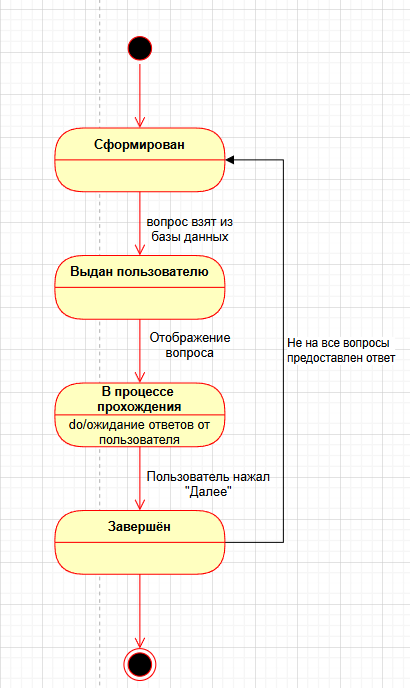 Сформирован
вопрос взят из
базы данных
Выдан пользователю
Отображение
вопроса
Не на все вопросы
предоставлен ответ
В процессе
прохождения
do/ожидание ответов от
пользователя
Пользователь нажал
"Далее"
Завершён